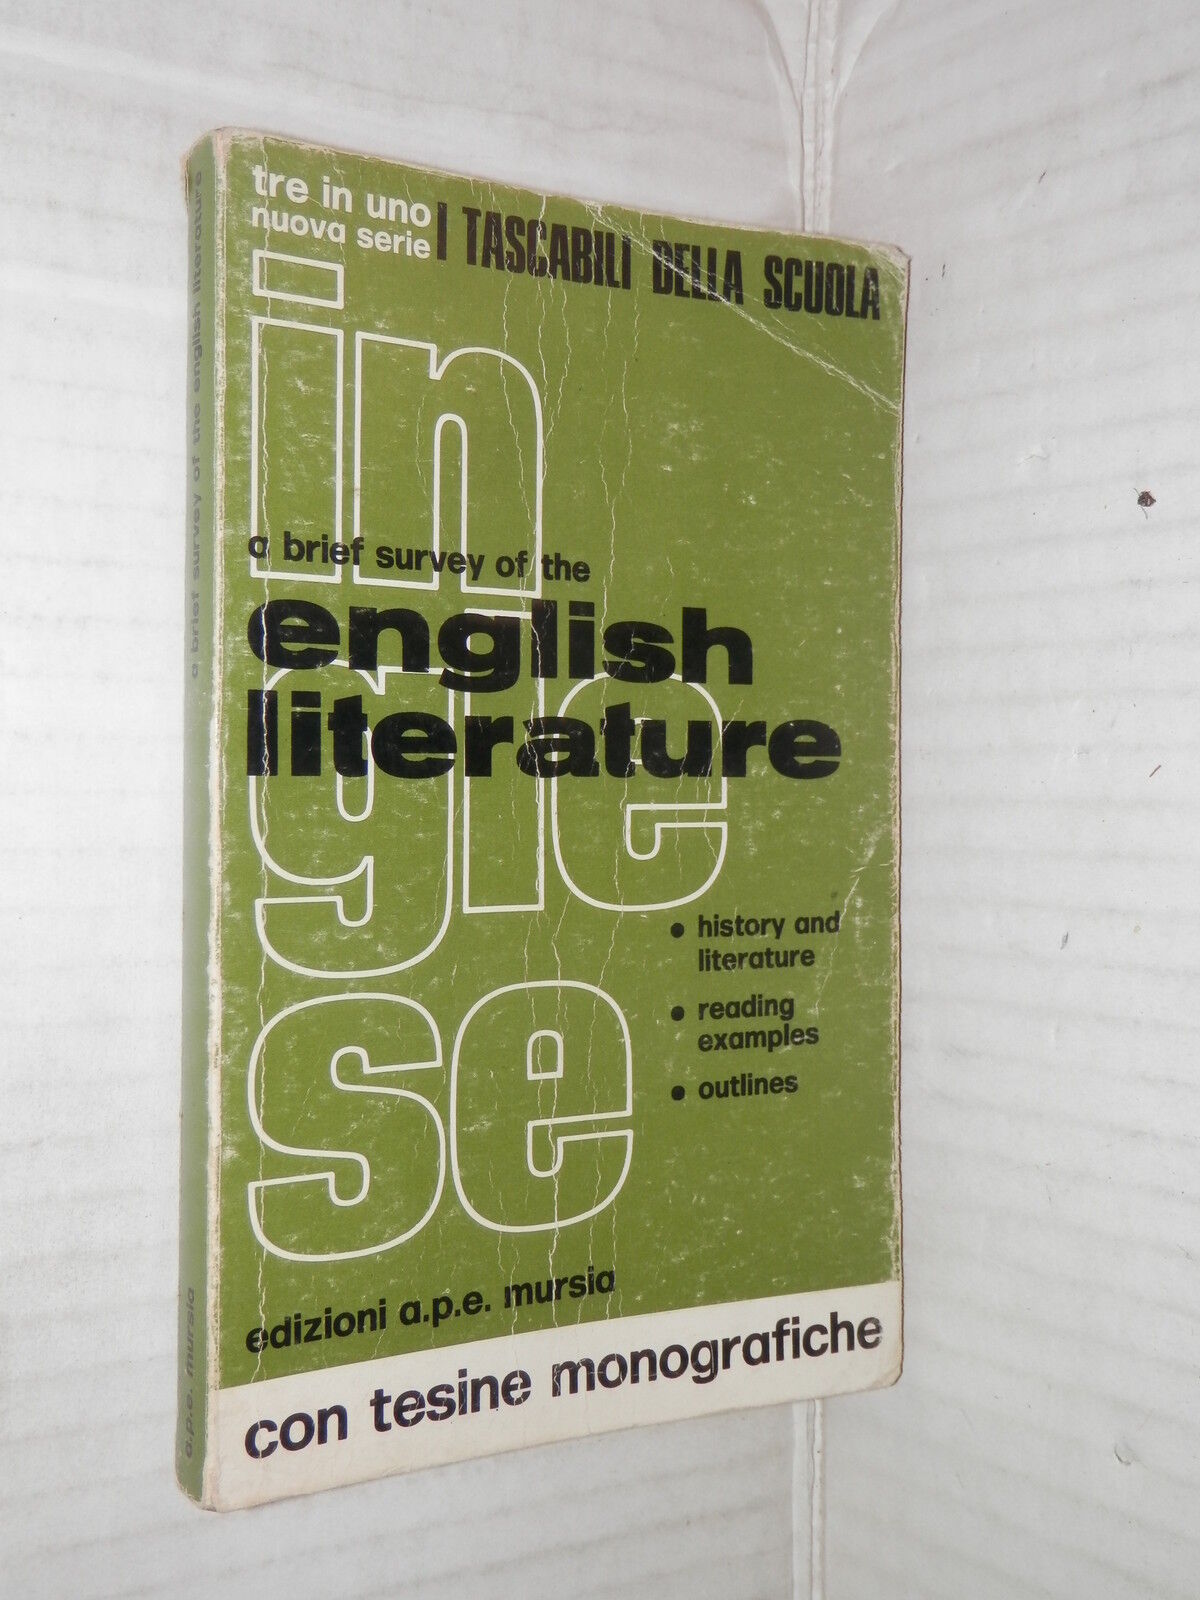 tre in uno
nuova serie
I TASCABILI DELLA SCUOLA
in
gle
se
a brief survey of the
english
literature
• history and
literature
• reading
examples
• outlines
edizioni a.p.e. mursia
con tesine monografiche
a brief survey of the english literature
a.p.e. mursia